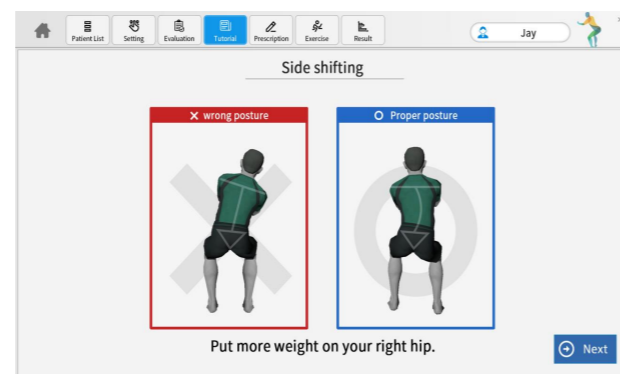 Patient List
Setting
Evaluation
Tutorial
Prescription
Exercise
Result
Jay
Side shifting
X wrong posture
O Proper posture
Put more weight on your right hip.
Next